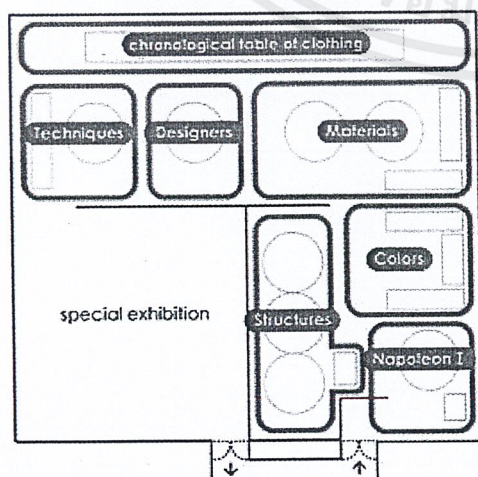 chronological table of clothing
Techniques
Designers
Materials
Colors
special exhibition
Structures
Napoleon I